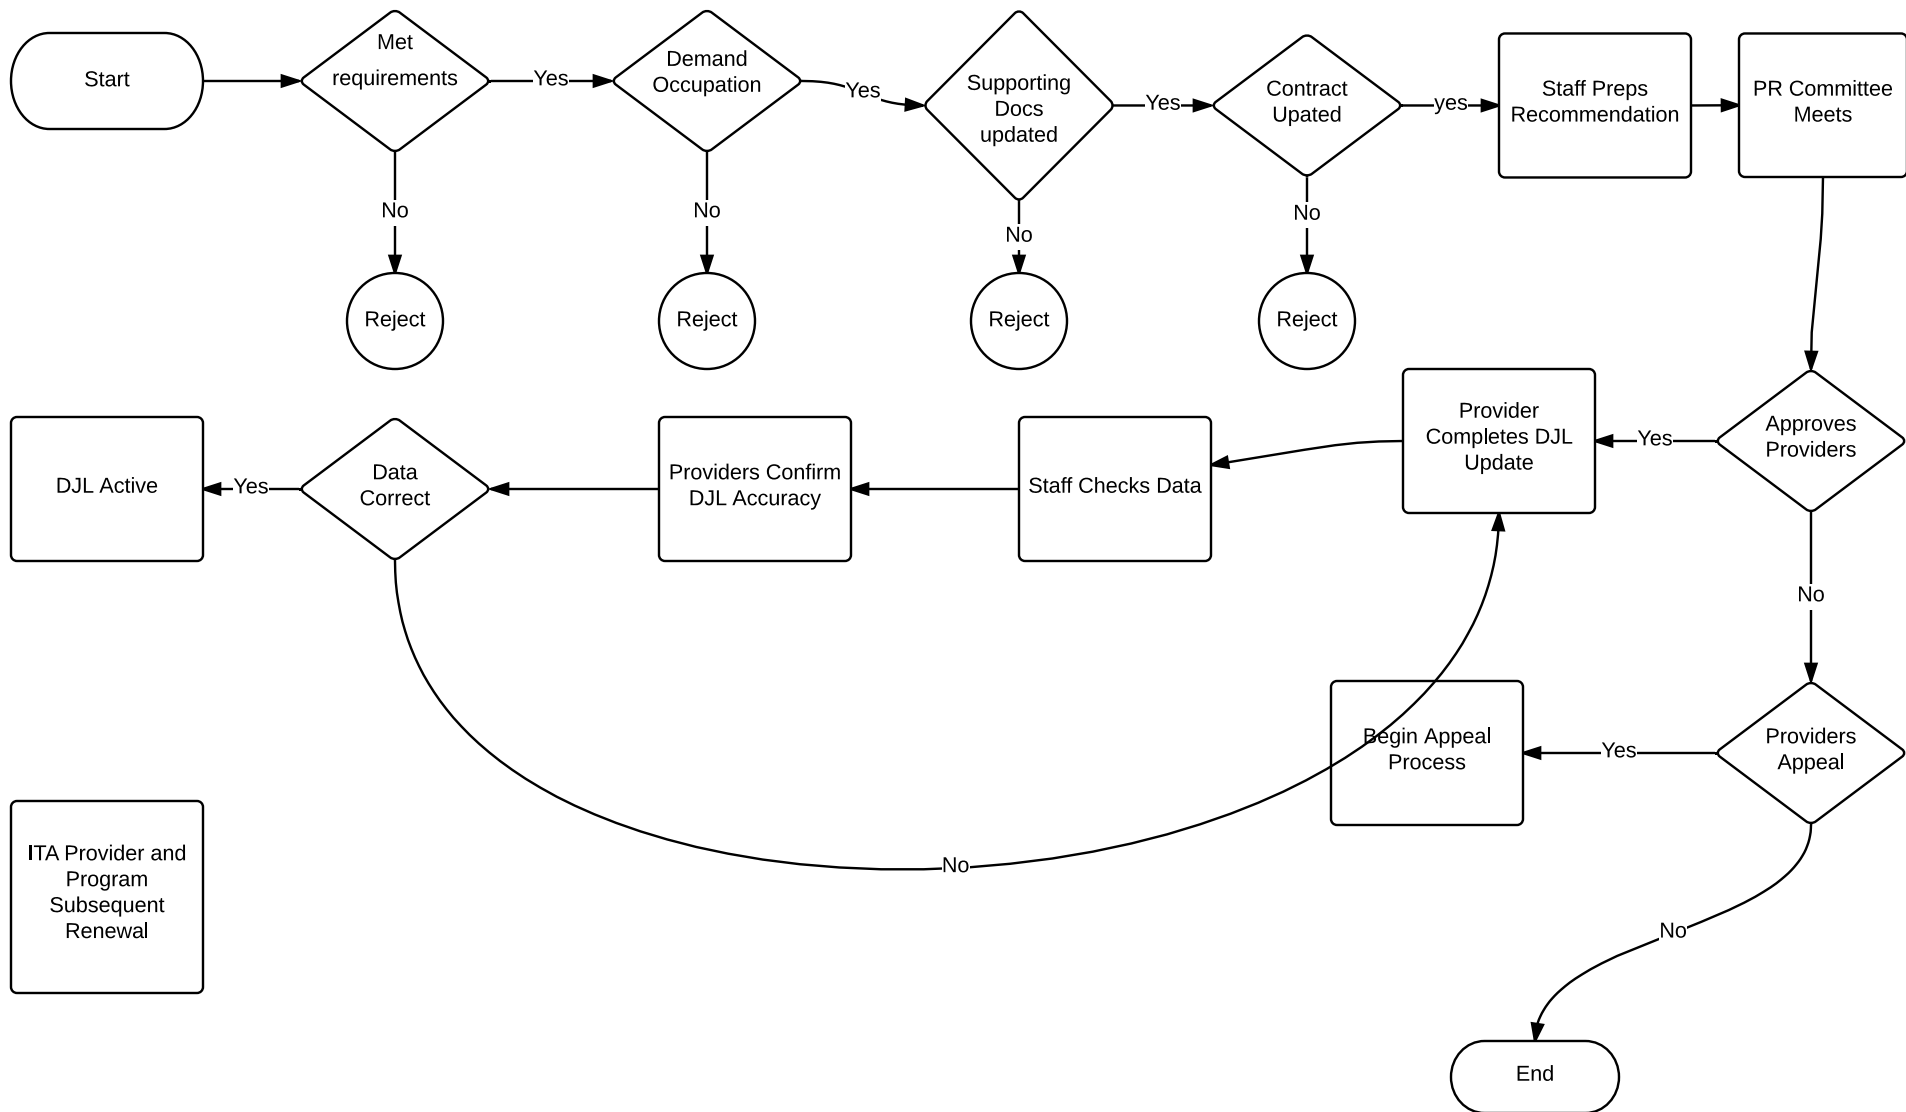 Start
Met
requirements
Yes
Demand
Occupation
Yes
Supporting
Docs
updated
Yes
Contract
Upated
yes
Staff Preps
Recommendation
PR Committee
Meets
No
No
No
No
Reject
Reject
Reject
Reject
DJL Active
Yes
Data
Correct
Providers Confirm
DJL Accuracy
Staff Checks Data
Provider
Completes DJL
Update
Yes
Approves
Providers
No
Begin Appeal
Process
Yes
Providers
Appeal
ITA Provider and
Program
Subsequent
Renewal
No
No
End